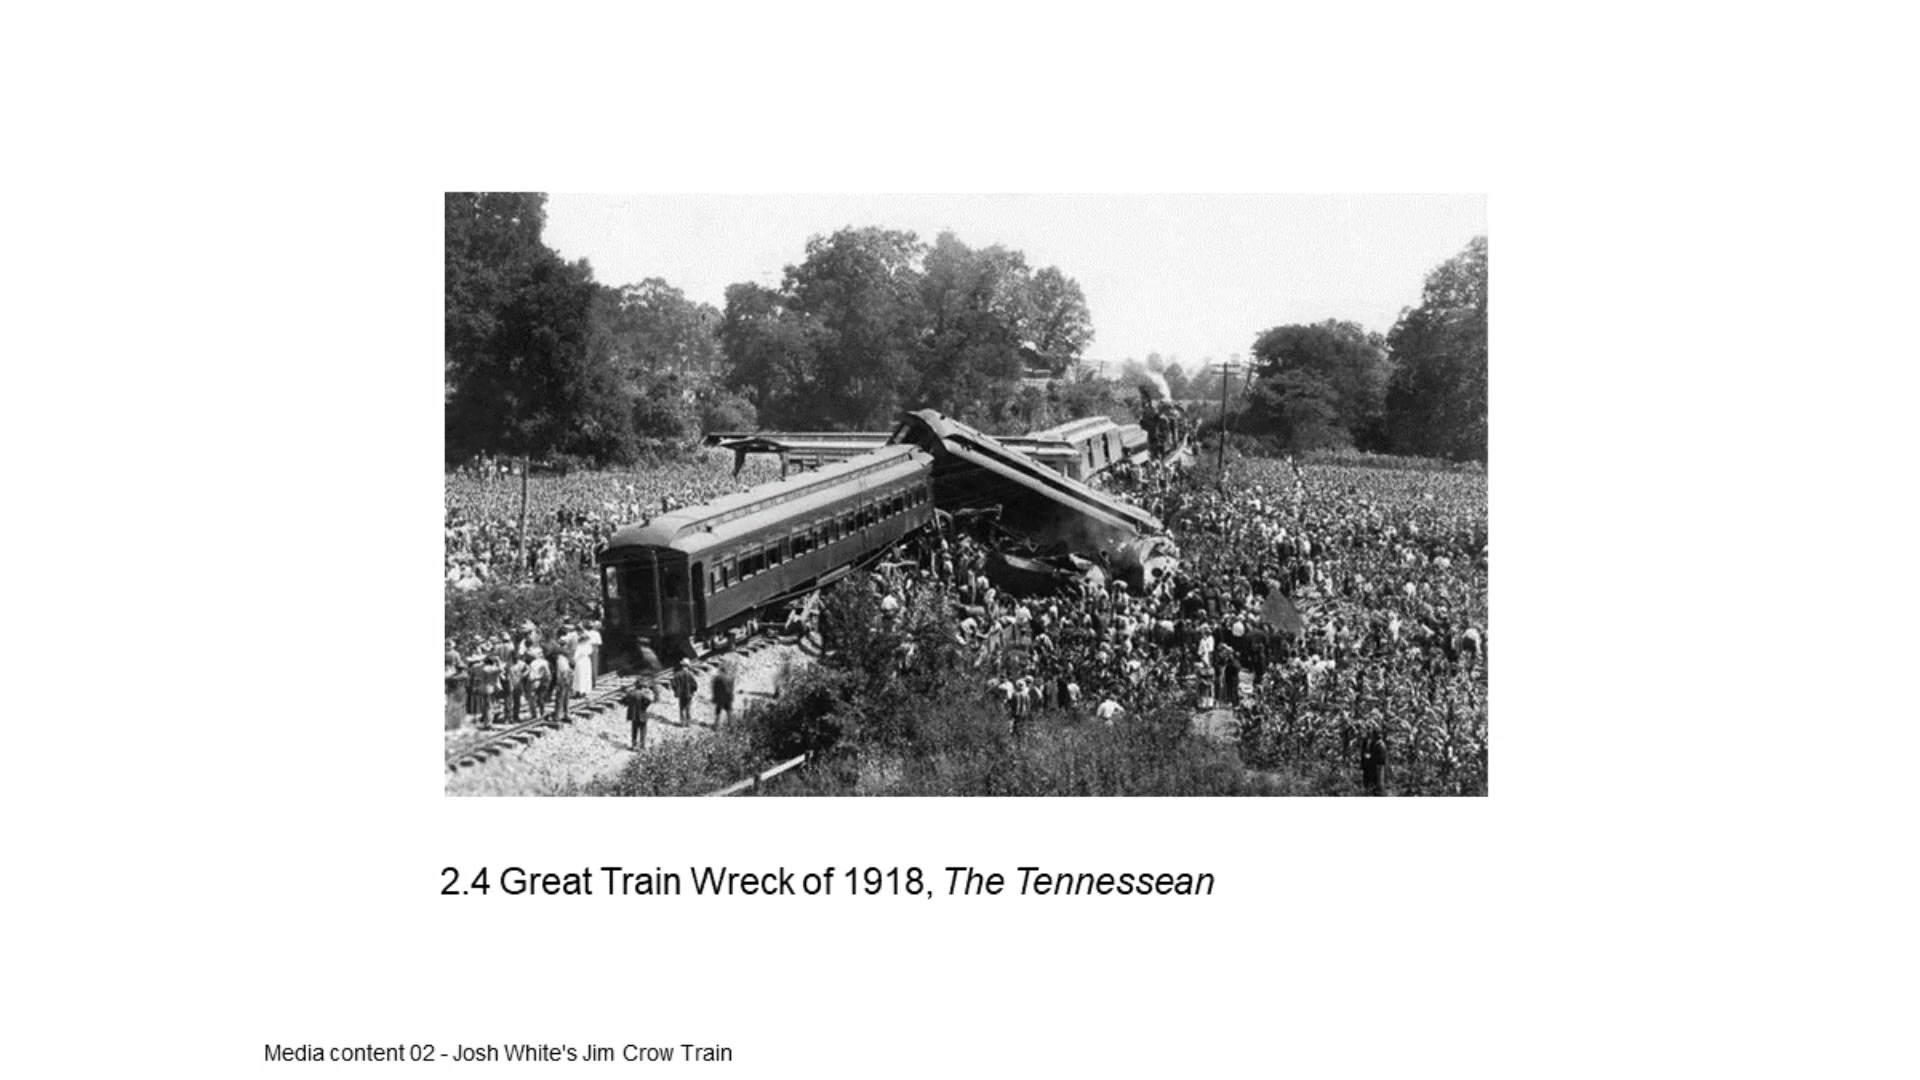 2.4 Great Train Wreck of 1918, The Tennessean
Media content 02 - Josh White's Jim Crow Train